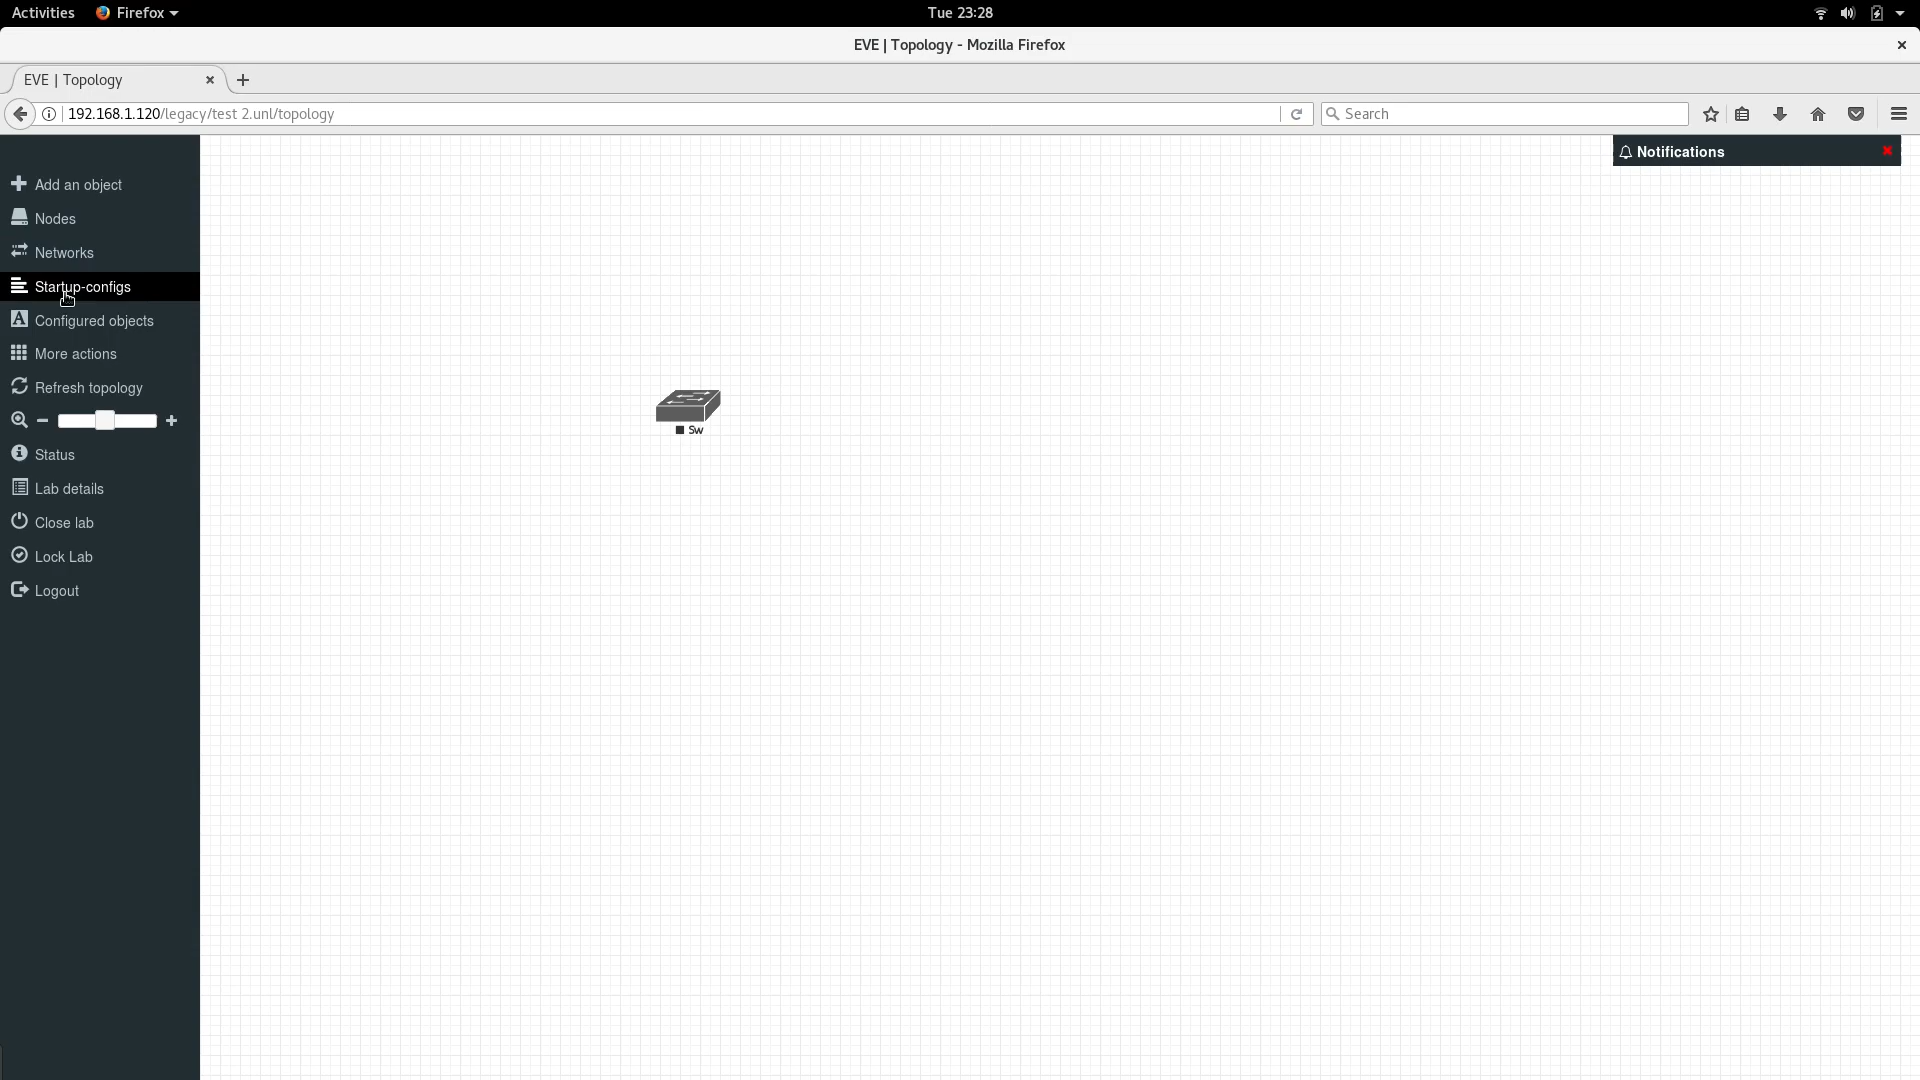 Activities Firefox Tue 23:28
EVE | Topology - Mozilla Firefox
EVE | Topology
192.168.1.120/legacy/test 2.unl/topology Search
Notifications
Add an object
Nodes
Networks
Startup-configs
Configured objects
More actions
Refresh topology
Status
Lab details
Close lab
Lock Lab
Logout
Sw